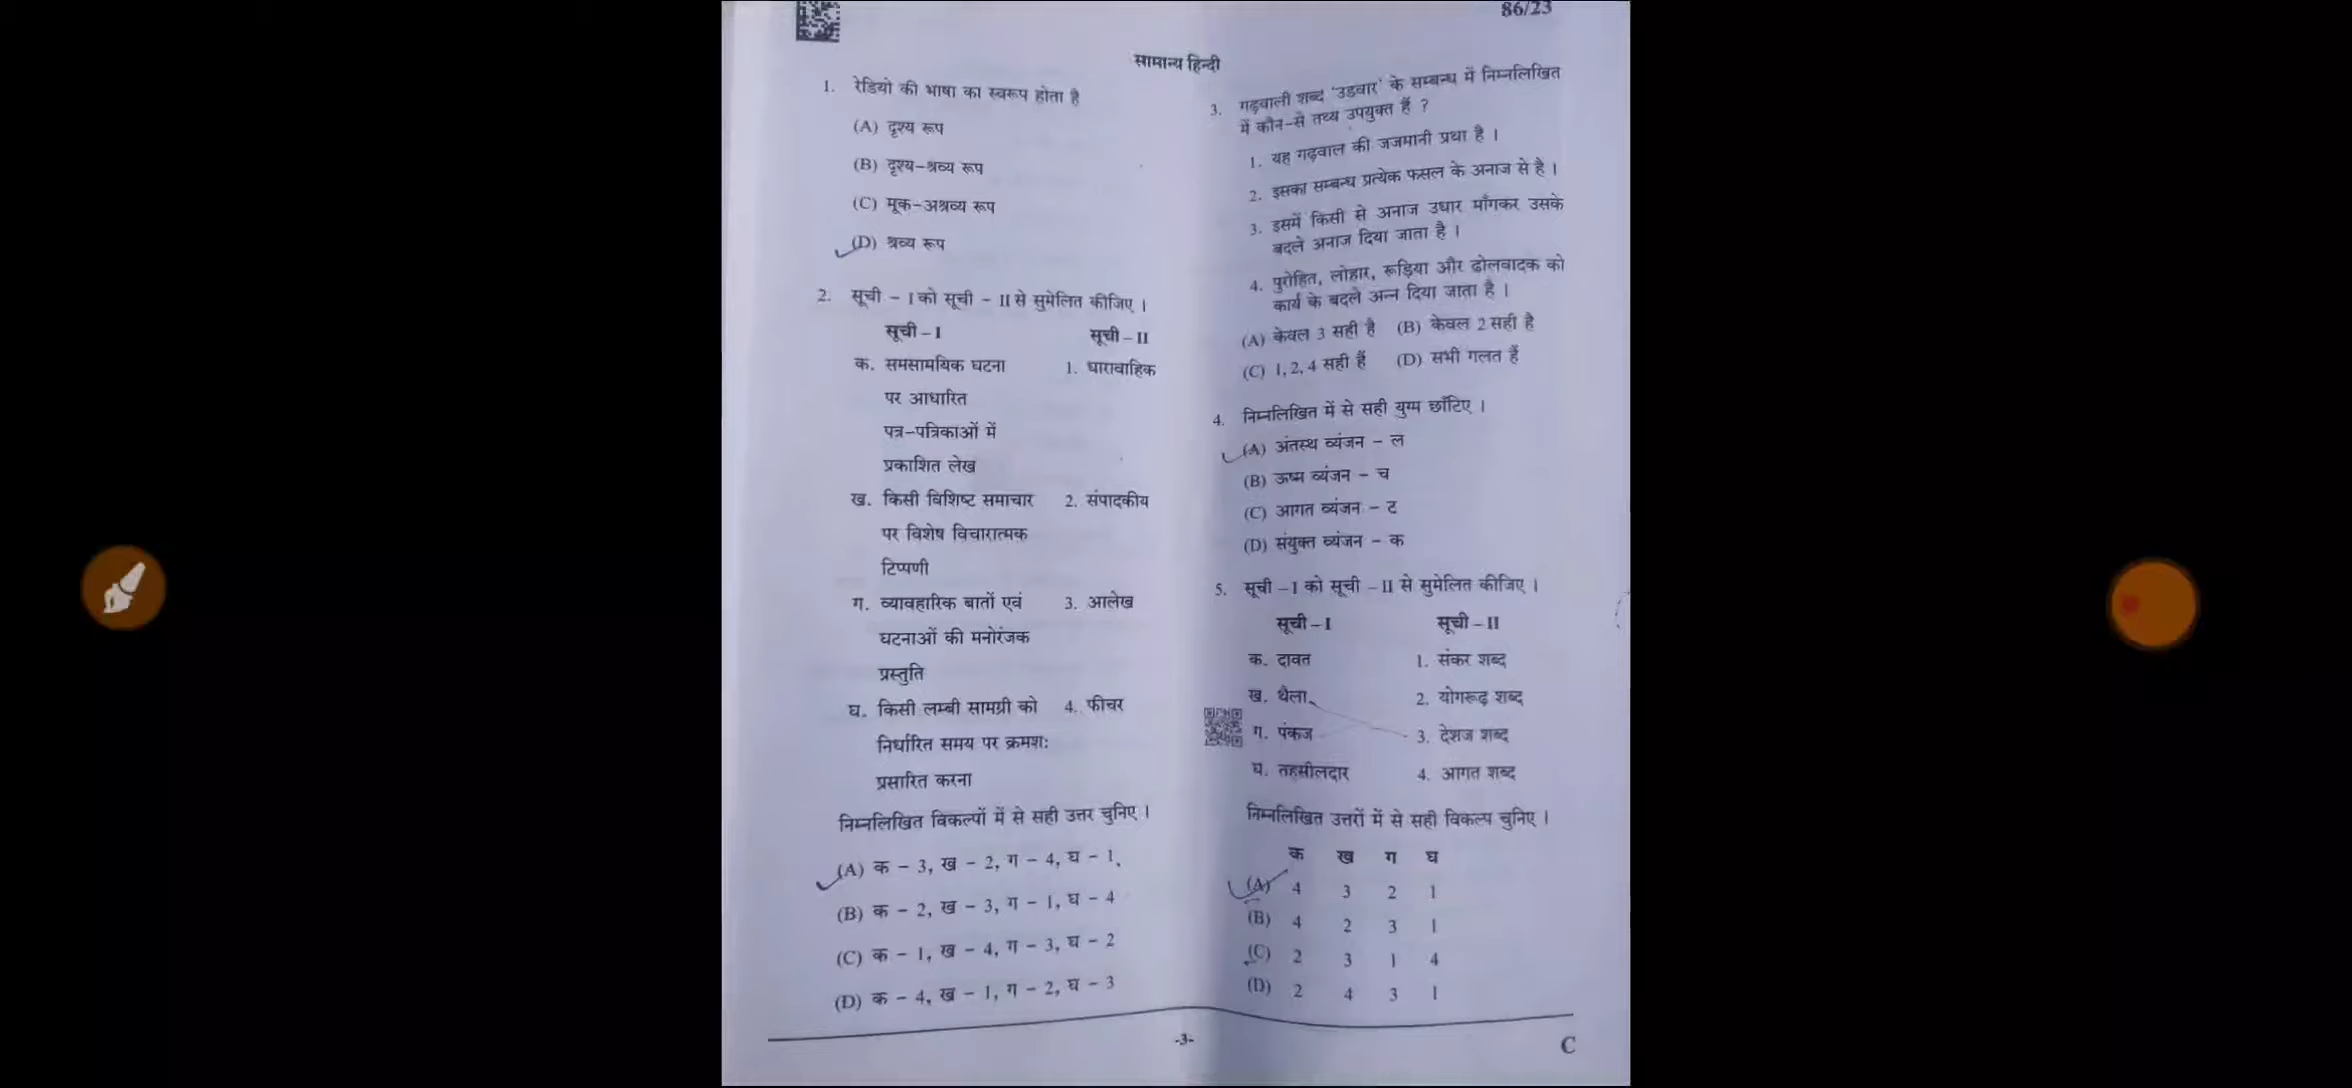 86/23
सामान्य हिन्दी
1. रेडियो की भाषा का स्वरूप होता है
(A) दृश्य रूप
(B) दृश्य-श्रव्य रूप
(C) मूक-अश्रव्य रूप
(D) श्रव्य रूप
2. सूची – I को सूची – II से सुमेलित कीजिए ।
सूची – I सूची – II
क. समसामयिक घटना 1. धारावाहिक
पर आधारित
पत्र-पत्रिकाओं में
प्रकाशित लेख
ख. किसी विशिष्ट समाचार 2. संपादकीय
पर विशेष विचारात्मक
टिप्पणी
ग. व्यावहारिक बातों एवं 3. आलेख
घटनाओं की मनोरंजक
प्रस्तुति
घ. किसी लम्बी सामग्री को 4. फीचर
निर्धारित समय पर क्रमशः
प्रसारित करना
निम्नलिखित विकल्पों में से सही उत्तर चुनिए ।
(A) क – 3, ख – 2, ग – 4, घ – 1
(B) क – 2, ख – 3, ग – 1, घ – 4
(C) क – 1, ख – 4, ग – 3, घ – 2
(D) क – 4, ख – 1, ग – 2, घ – 3
3. गढ़वाली शब्द 'उडवार' के सम्बन्ध में निम्नलिखित
में कौन-से तथ्य उपयुक्त हैं ?
1. यह गढ़वाल की जजमानी प्रथा है ।
2. इसका सम्बन्ध प्रत्येक फसल के अनाज से है ।
3. इसमें किसी से अनाज उधार माँगकर उसके
बदले अनाज दिया जाता है ।
4. पुरोहित, लोहार, रूड़िया और ढोलवादक को
कार्य के बदले अन्न दिया जाता है ।
(A) केवल 3 सही है (B) केवल 2 सही है
(C) 1, 2, 4 सही हैं (D) सभी गलत हैं
4. निम्नलिखित में से सही युग्म छाँटिए ।
(A) अंतस्थ व्यंजन – ल
(B) ऊष्म व्यंजन – च
(C) आगत व्यंजन – ट
(D) संयुक्त व्यंजन – क
5. सूची – I को सूची – II से सुमेलित कीजिए ।
सूची – I सूची – II
क. दावत 1. संकर शब्द
ख. थैला 2. योगरूढ़ शब्द
ग. पंकज 3. देशज शब्द
घ. तहसीलदार 4. आगत शब्द
निम्नलिखित उत्तरों में से सही विकल्प चुनिए ।
क ख ग घ
(A) 4 3 2 1
(B) 4 2 3 1
(C) 2 3 1 4
(D) 2 4 3 1
-3-
C